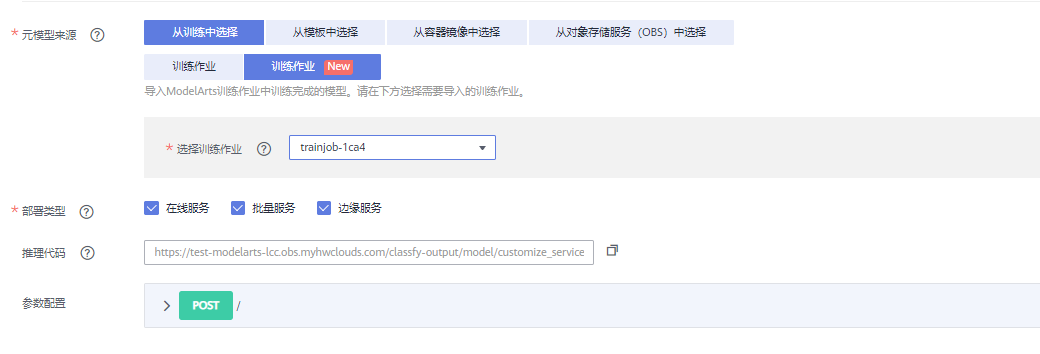 * 元模型来源 ? 从训练中选择 从模板中选择 从容器镜像中选择 从对象存储服务（OBS）中选择
训练作业 训练作业 New
导入ModelArts训练作业中训练完成的模型。请在下方选择需要导入的训练作业。
* 选择训练作业 ? trainjob-1ca4
* 部署类型 ? 在线服务 批量服务 边缘服务
推理代码 ? https://test-modelarts-lcc.obs.myhwclouds.com/classfy-output/model/customize_service
参数配置 POST /